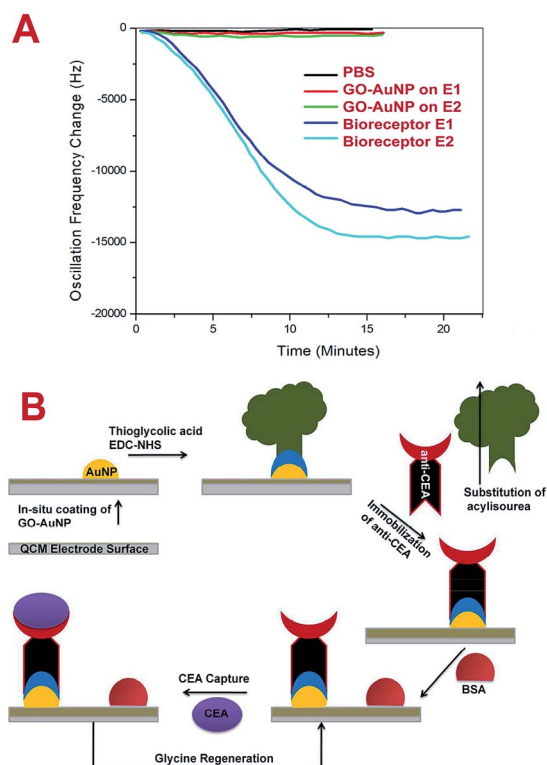 A
Oscillation Frequency Change (Hz)
0
-5000
-10000
-15000
-20000
0
5
10
15
20
Time (Minutes)
PBS
GO-AuNP on E1
GO-AuNP on E2
Bioreceptor E1
Bioreceptor E2
B
Thioglycolic acid
EDC-NHS
AuNP
In-situ coating of
GO-AuNP
QCM Electrode Surface
anti-CEA
Substitution of
acylisourea
Immobilization
of anti-CEA
BSA
CEA Capture
CEA
Glycine Regeneration